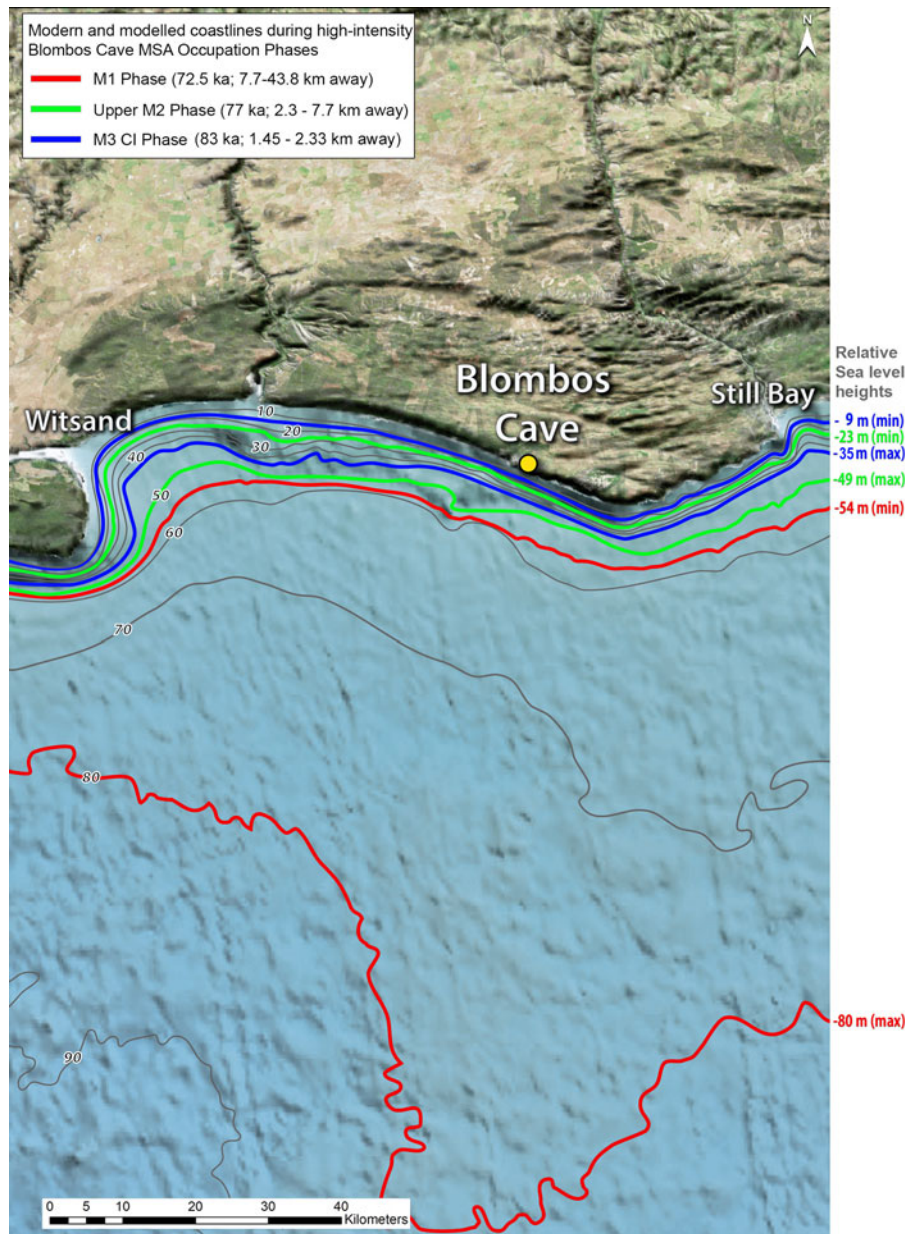 Modern and modelled coastlines during high-intensity
Blombos Cave MSA Occupation Phases
M1 Phase (72.5 ka; 7.7-43.8 km away)
Upper M2 Phase (77 ka; 2.3 - 7.7 km away)
M3 CI Phase (83 ka; 1.45 - 2.33 km away)
N
Relative
Sea level
heights
Blombos
Cave
Still Bay
Witsand
10
20
30
40
50
60
70
80
90
- 9 m (min)
-23 m (min)
-35 m (max)
-49 m (max)
-54 m (min)
-80 m (max)
0 5 10 20 30 40
Kilometers